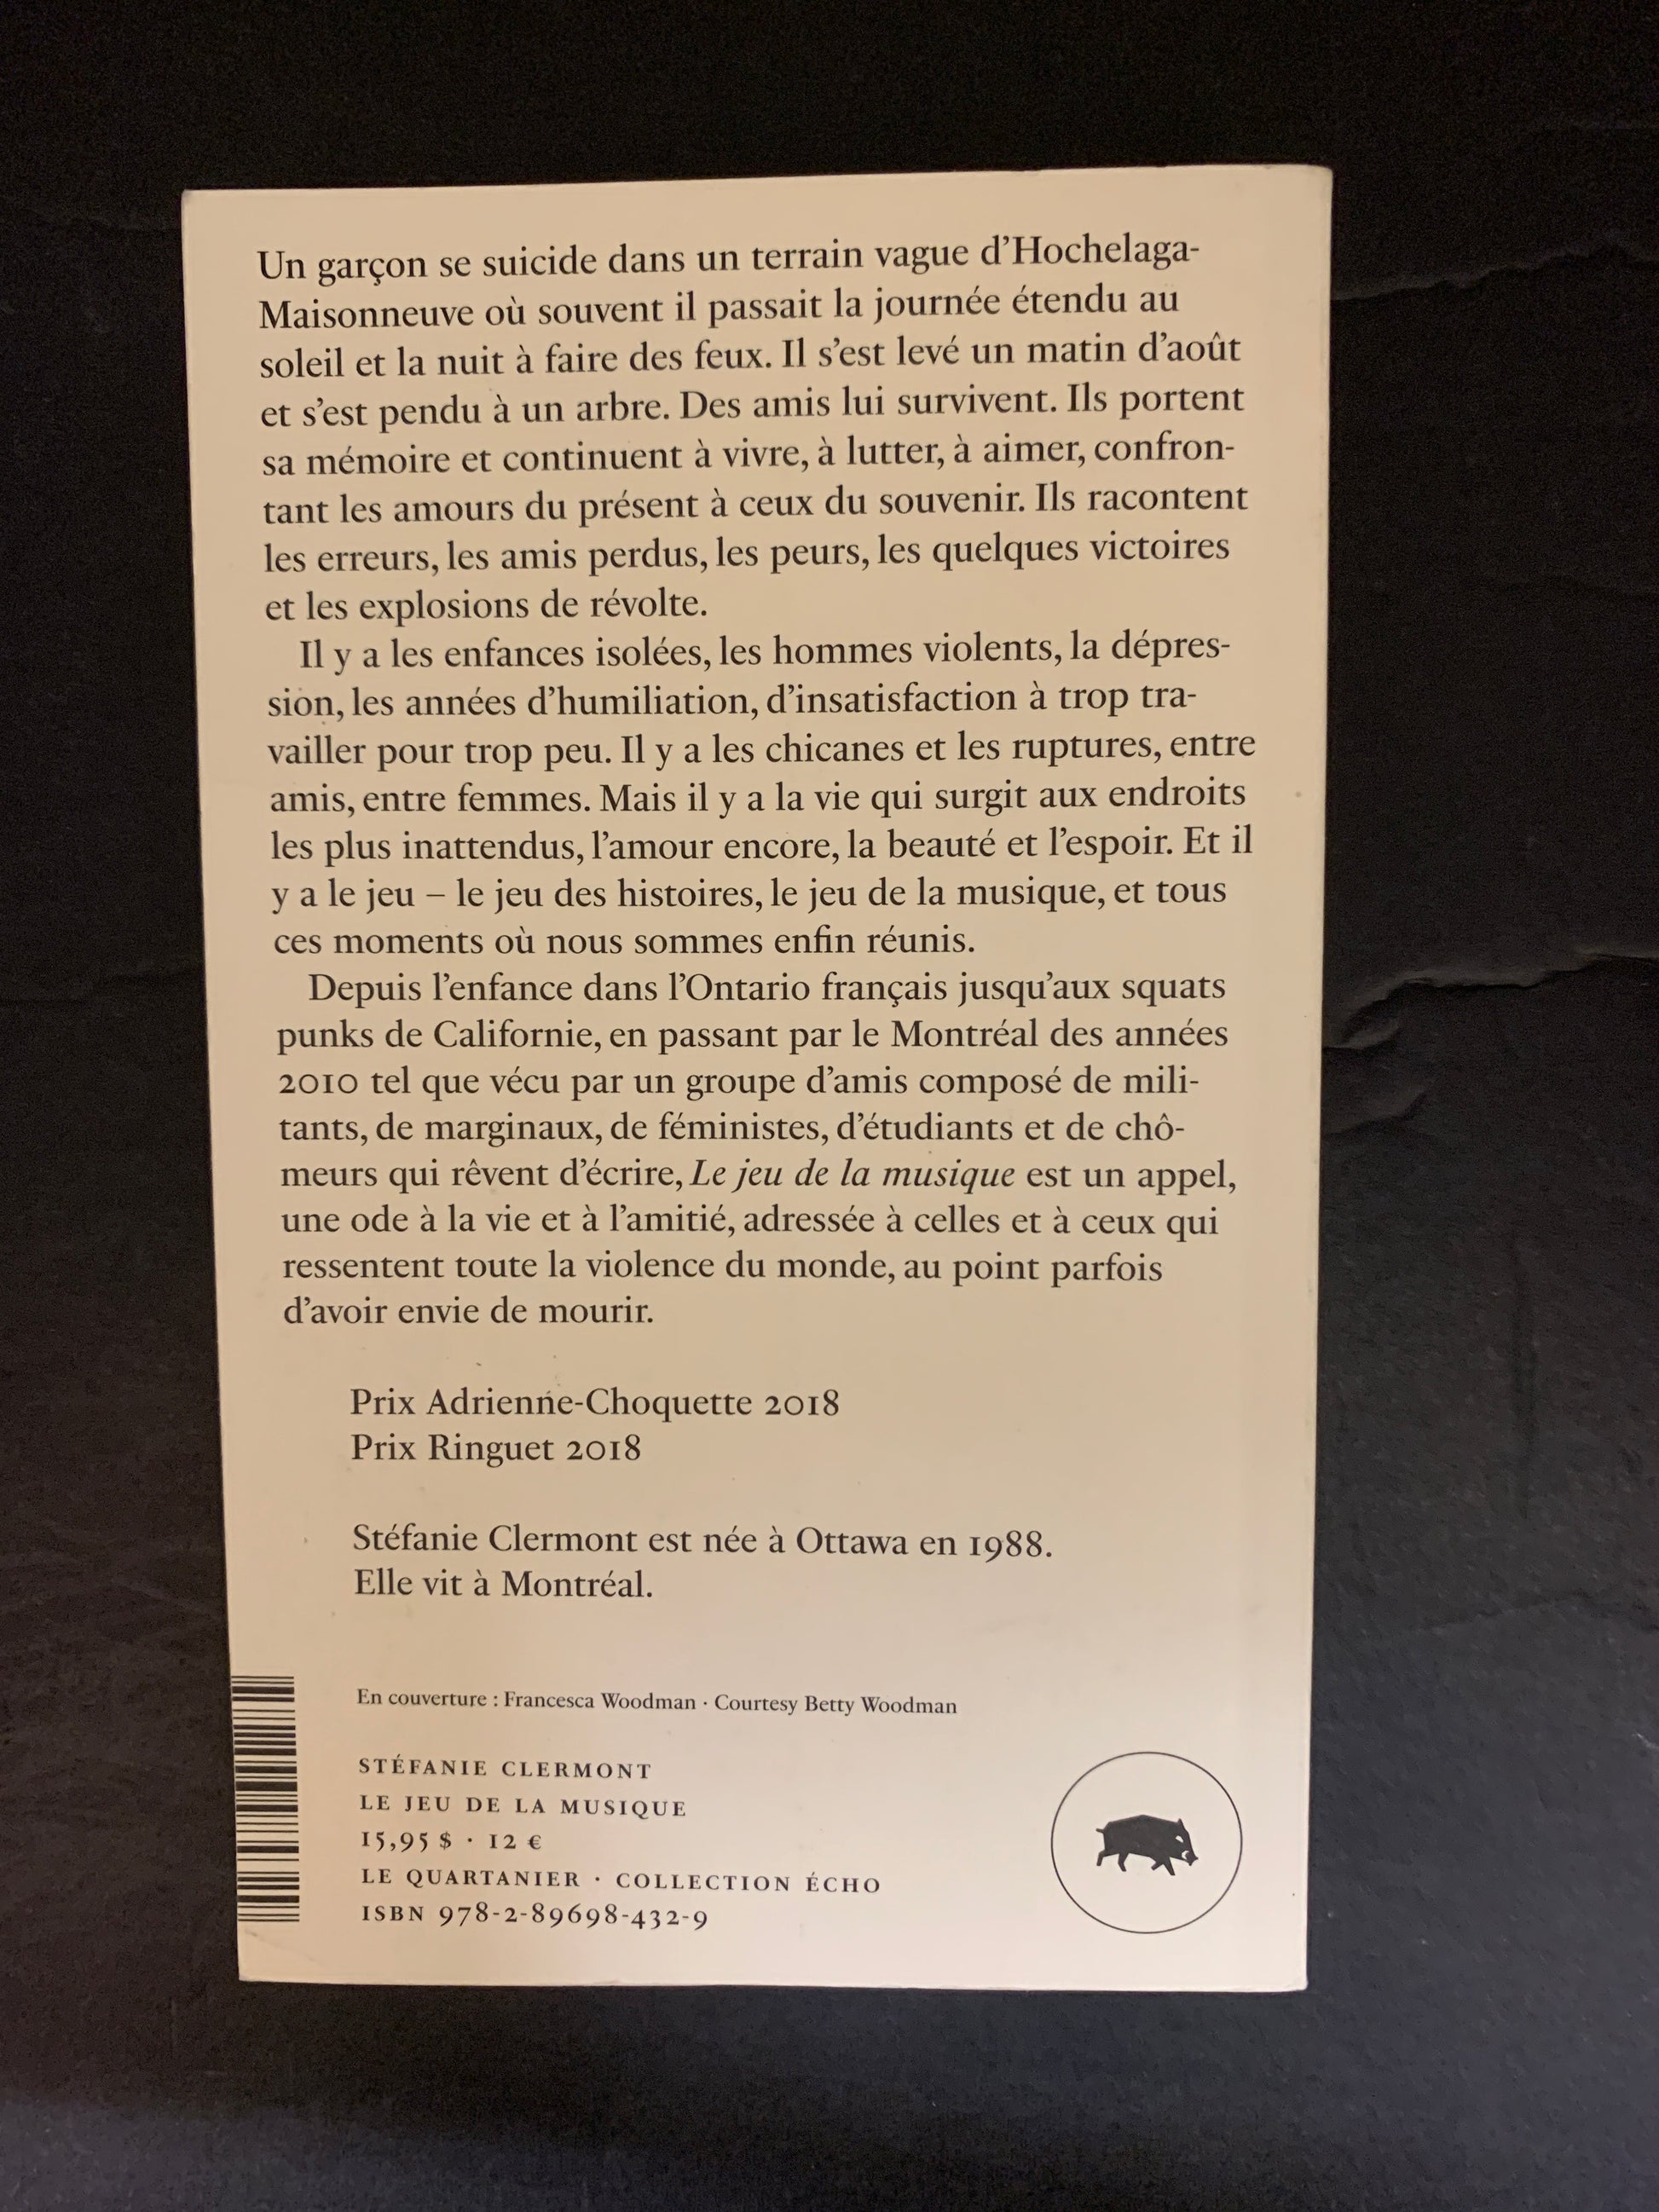 Un garçon se suicide dans un terrain vague d'Hochelaga-
Maisonneuve où souvent il passait la journée étendu au
soleil et la nuit à faire des feux. Il s'est levé un matin d'août
et s'est pendu à un arbre. Des amis lui survivent. Ils portent
sa mémoire et continuent à vivre, à lutter, à aimer, confron-
tant les amours du présent à ceux du souvenir. Ils racontent
les erreurs, les amis perdus, les peurs, les quelques victoires
et les explosions de révolte.
Il y a les enfances isolées, les hommes violents, la dépres-
sion, les années d'humiliation, d'insatisfaction à trop tra-
vailler pour trop peu. Il y a les chicanes et les ruptures, entre
amis, entre femmes. Mais il y a la vie qui surgit aux endroits
les plus inattendus, l'amour encore, la beauté et l'espoir. Et il
y a le jeu – le jeu des histoires, le jeu de la musique, et tous
ces moments où nous sommes enfin réunis.
Depuis l'enfance dans l'Ontario français jusqu'aux squats
punks de Californie, en passant par le Montréal des années
2010 tel que vécu par un groupe d'amis composé de mili-
tants, de marginaux, de féministes, d'étudiants et de chô-
meurs qui rêvent d'écrire, Le jeu de la musique est un appel,
une ode à la vie et à l'amitié, adressée à celles et à ceux qui
ressentent toute la violence du monde, au point parfois
d'avoir envie de mourir.
Prix Adrienne-Choquette 2018
Prix Ringuet 2018
Stéfanie Clermont est née à Ottawa en 1988.
Elle vit à Montréal.
En couverture : Francesca Woodman · Courtesy Betty Woodman
STÉFANIE CLERMONT
LE JEU DE LA MUSIQUE
15,95 $ · 12 €
LE QUARTANIER · COLLECTION ÉCHO
ISBN 978-2-89698-432-9